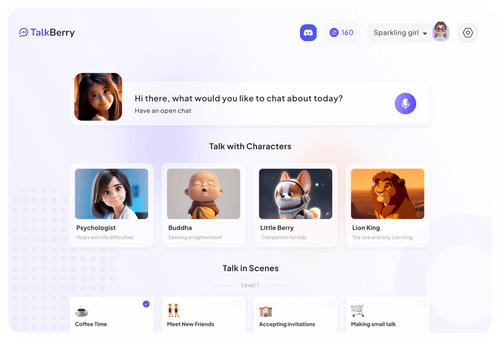 TalkBerry
160
Sparkling girl
Hi there, what would you like to chat about today?
Have an open chat
Talk with Characters
Psychologist
Helps with life difficulties
Buddha
Seeking enlightenment
Little Berry
Companion for kids
Lion King
The one and only Lion King
Talk in Scenes
Level 1
Coffee Time
Meet New Friends
Accepting invitations
Making small talk